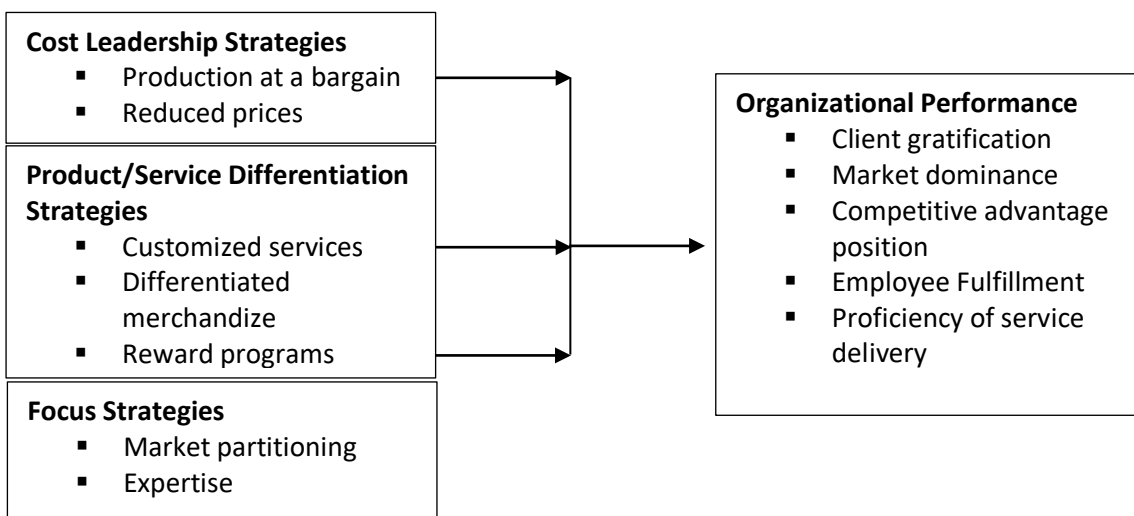 Cost Leadership Strategies
▪ Production at a bargain
▪ Reduced prices
Product/Service Differentiation
Strategies
▪ Customized services
▪ Differentiated
merchandize
▪ Reward programs
Focus Strategies
▪ Market partitioning
▪ Expertise
Organizational Performance
▪ Client gratification
▪ Market dominance
▪ Competitive advantage
position
▪ Employee Fulfillment
▪ Proficiency of service
delivery